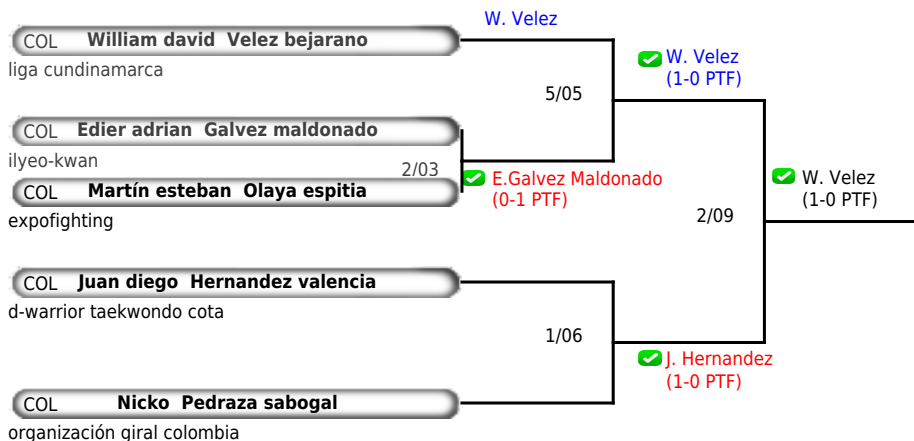 W. Velez
COL William david Velez bejarano
liga cundinamarca
W. Velez
(1-0 PTF)
5/05
COL Edier adrian Galvez maldonado
ilyeo-kwan
2/03
E.Galvez Maldonado
(0-1 PTF)
COL Martín esteban Olaya espitia
expofighting
W. Velez
(1-0 PTF)
2/09
COL Juan diego Hernandez valencia
d-warrior taekwondo cota
1/06
J. Hernandez
(1-0 PTF)
COL Nicko Pedraza sabogal
organización giral colombia